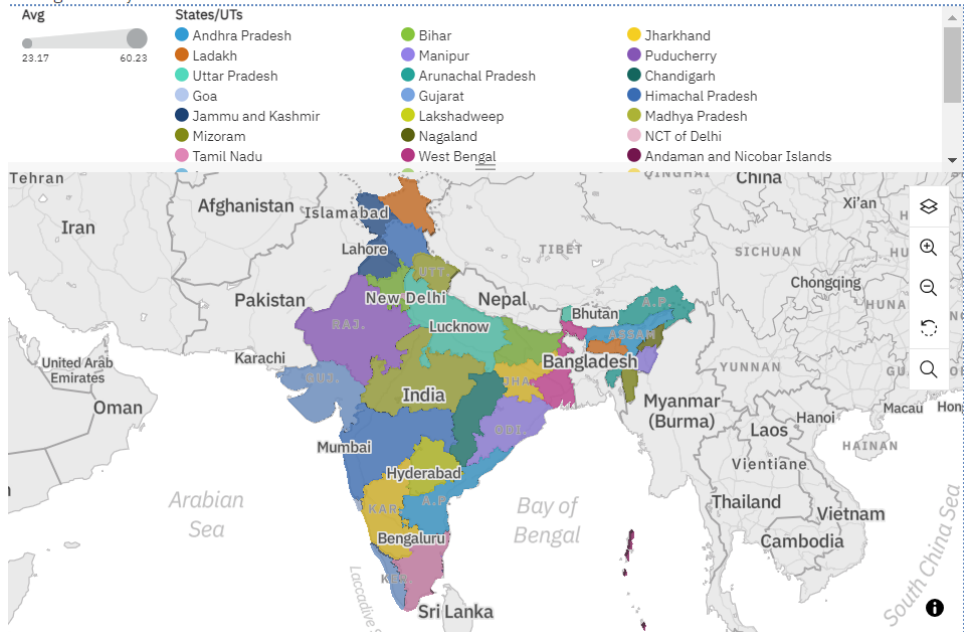 Avg
23.17
60.23
States/UTs
Andhra Pradesh
Ladakh
Uttar Pradesh
Goa
Jammu and Kashmir
Mizoram
Tamil Nadu
Bihar
Manipur
Arunachal Pradesh
Gujarat
Lakshadweep
Nagaland
West Bengal
Jharkhand
Puducherry
Chandigarh
Himachal Pradesh
Madhya Pradesh
NCT of Delhi
Andaman and Nicobar Islands
Tehran
QINGHAI
China
Iran
Afghanistan
Islamabad
Xi'an
Lahore
TIBET
SICHUAN
Chongqing
Pakistan
New Delhi
UTT.
Nepal
A.P.
HUNA
RAJ.
Lucknow
Bhutan
ASSAM
Karachi
Bangladesh
YUNNAN
United Arab
Emirates
GUJ.
JHA.
India
Oman
Myanmar
(Burma)
Macau
Hon
Hanoi
Laos
ODI.
Mumbai
HAINAN
Hyderabad
Vientiane
Arabian
Sea
KAR.
A.P.
Bay of
Bengal
Thailand
Vietnam
Bengaluru
Cambodia
Laccadive S
South China Sea
Sri Lanka